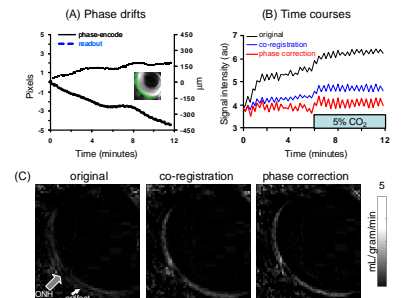 (A) Phase drifts
phase-encode
readout
5
3
1
-1
-3
-5
Pixels
450
300
150
0
-150
-300
-450
µm
0
4
8
12
Time (minutes)
(B) Time courses
original
co-registration
phase correction
7
6
5
4
3
Signal intensity (au)
5% CO2
0
2
4
6
8
10
12
Time (minutes)
(C)
original
co-registration
phase correction
ONH
artifact
5
mL/gram/min